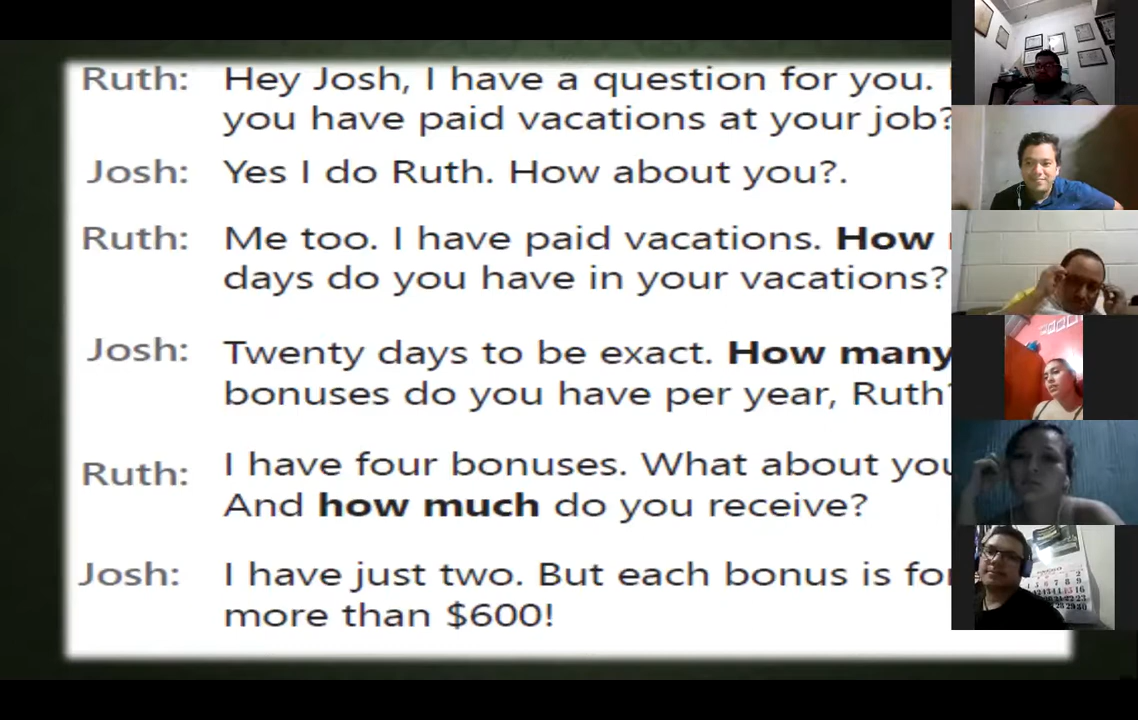 Ruth: Hey Josh, I have a question for you.
you have paid vacations at your job?
Josh: Yes I do Ruth. How about you?.
Ruth: Me too. I have paid vacations. How
days do you have in your vacations?
Josh: Twenty days to be exact. How many
bonuses do you have per year, Ruth?
Ruth: I have four bonuses. What about you
And how much do you receive?
Josh: I have just two. But each bonus is for
more than $600!